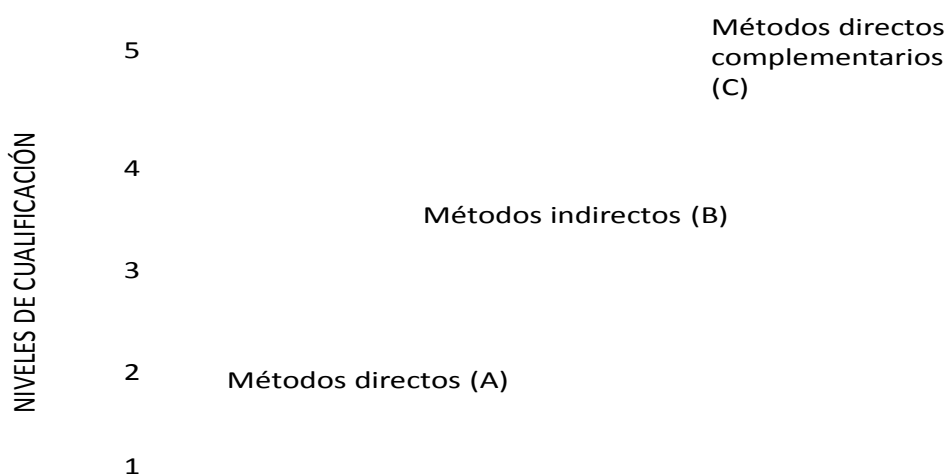 Métodos directos
complementarios
(C)
5
4
Métodos indirectos (B)
3
2
Métodos directos (A)
1
NIVELES DE CUALIFICACIÓN